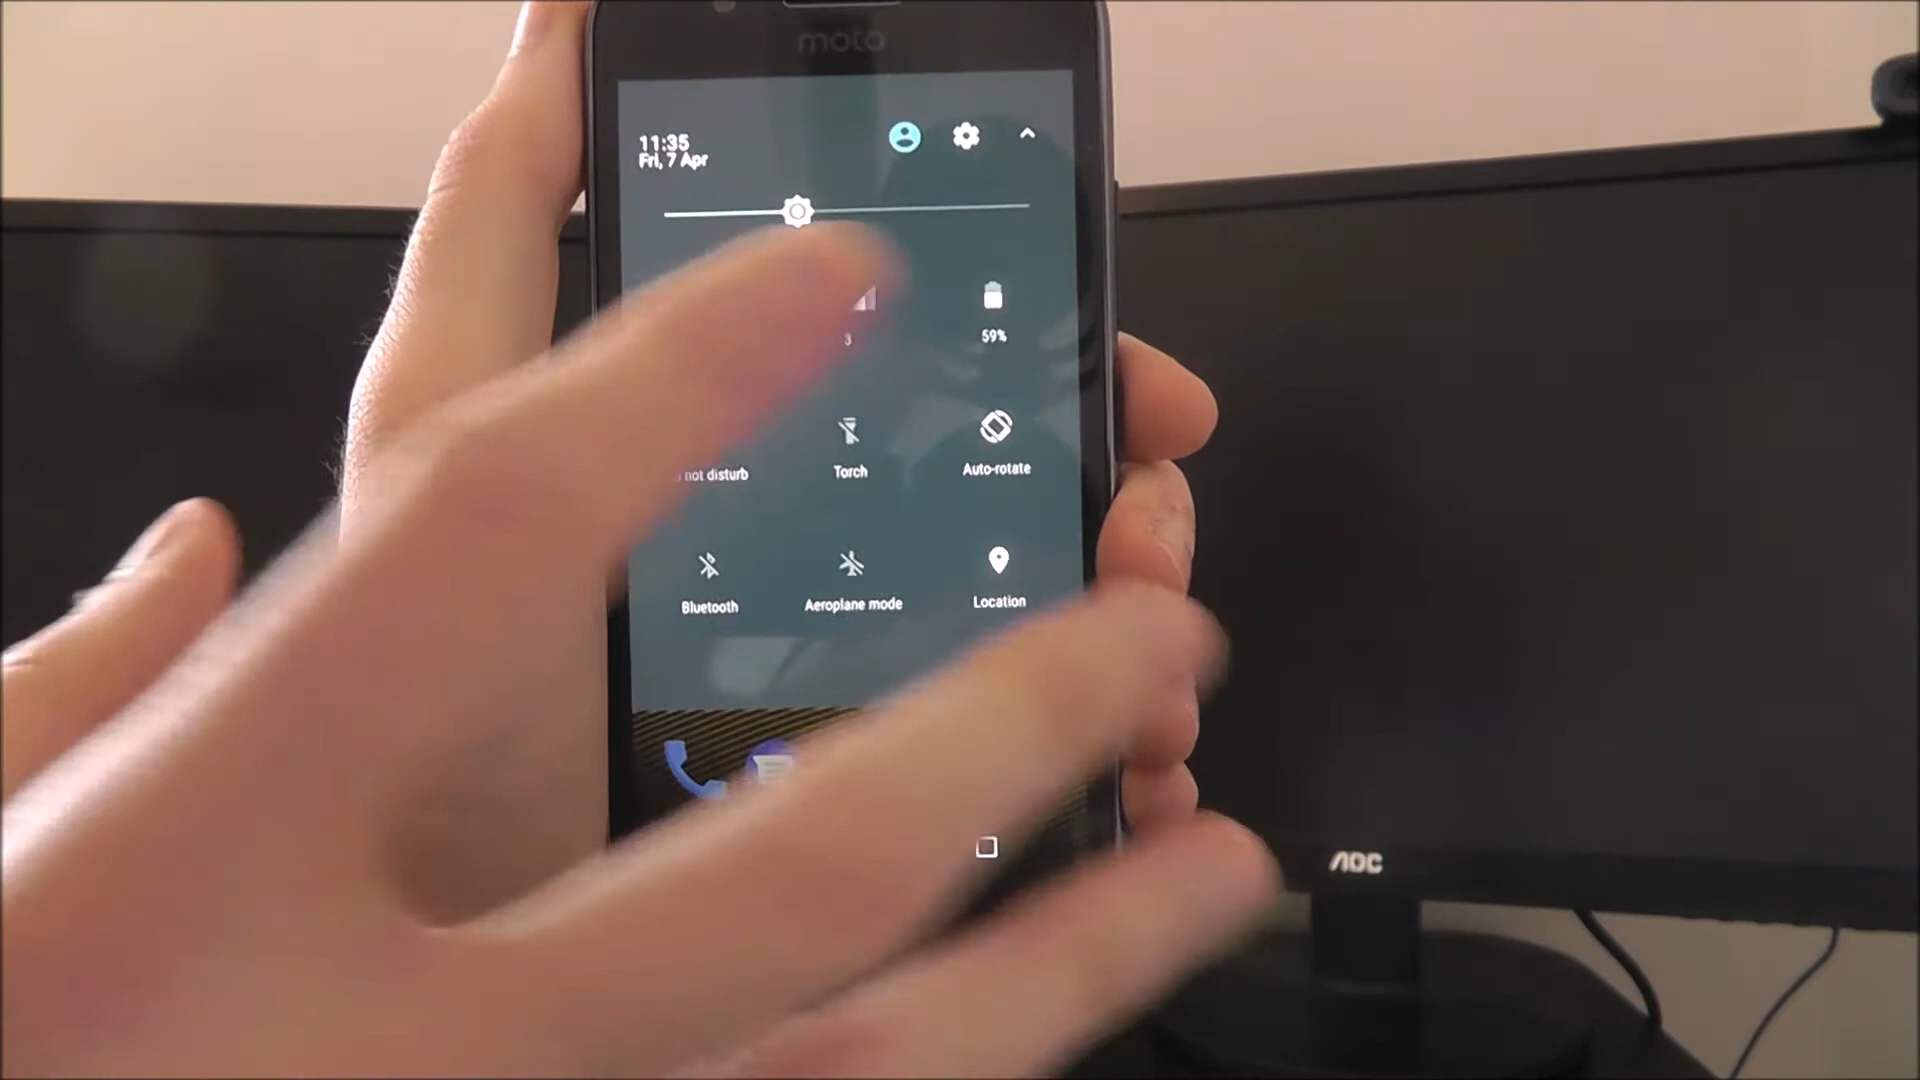 moto
11:35
Fri, 7 Apr
3
59%
not disturb
Torch
Auto-rotate
Bluetooth
Aeroplane mode
Location
AOC